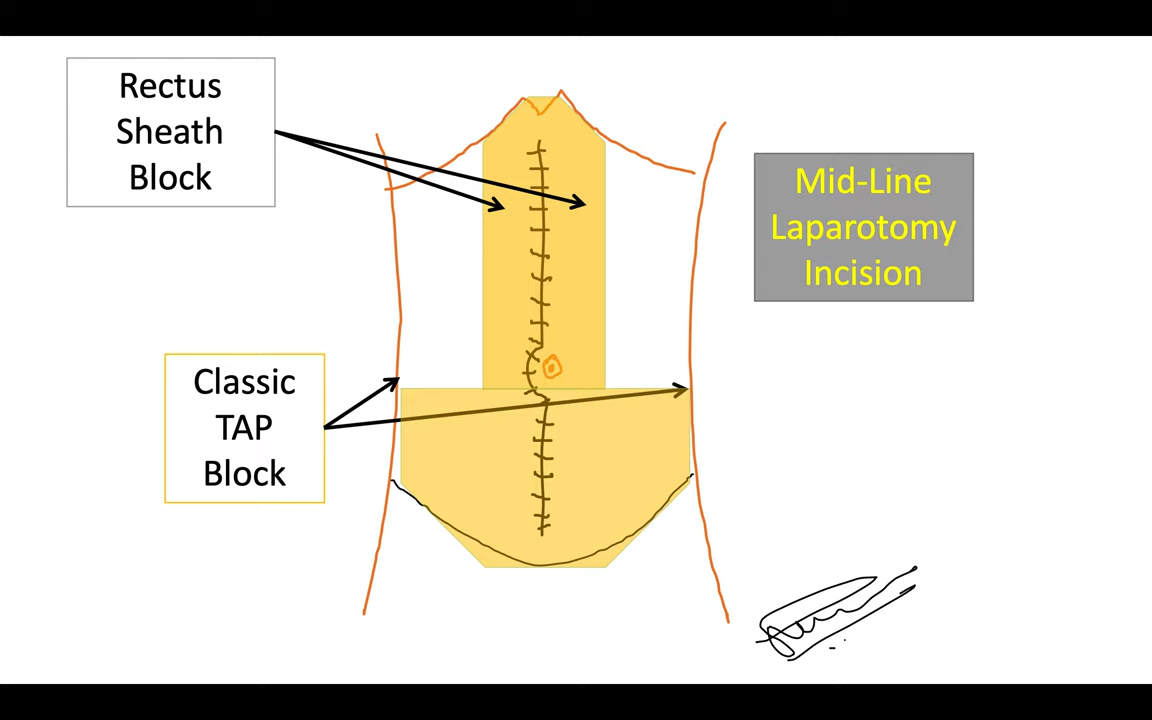 Rectus
Sheath
Block
Mid-Line
Laparotomy
Incision
Classic
TAP
Block